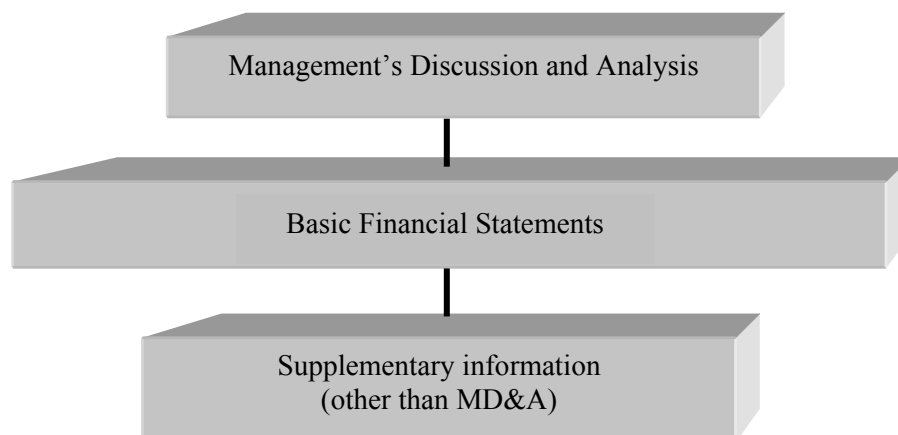 Management’s Discussion and Analysis
Basic Financial Statements
Supplementary information
(other than MD&A)